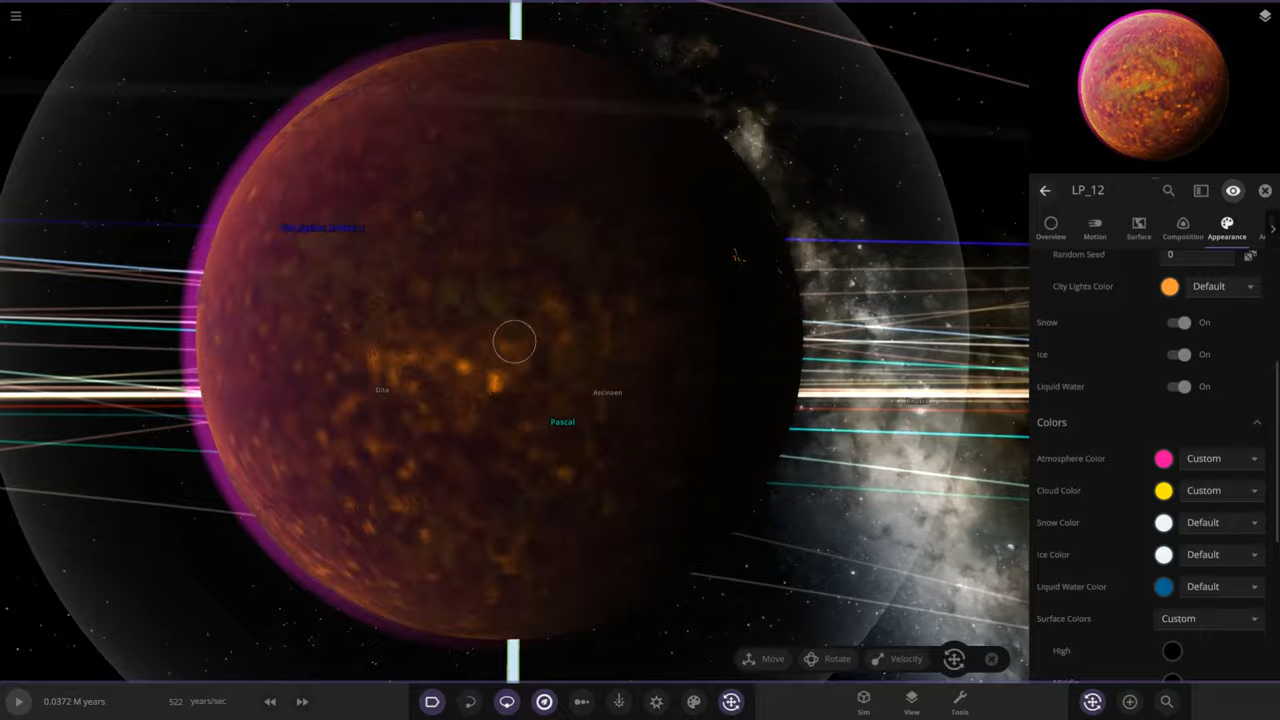 LP_12
Overview Motion Surface Composition Appearance
Random Seed 0
City Lights Color Default
Snow On
Ice On
Liquid Water On
Colors
Atmosphere Color Custom
Cloud Color Custom
Snow Color Default
Ice Color Default
Liquid Water Color Default
Surface Colors Custom
High
Dita
Ascinaen
Pascal
Move Rotate Velocity
0.0372 M years 522 years/sec
Sim View Tools